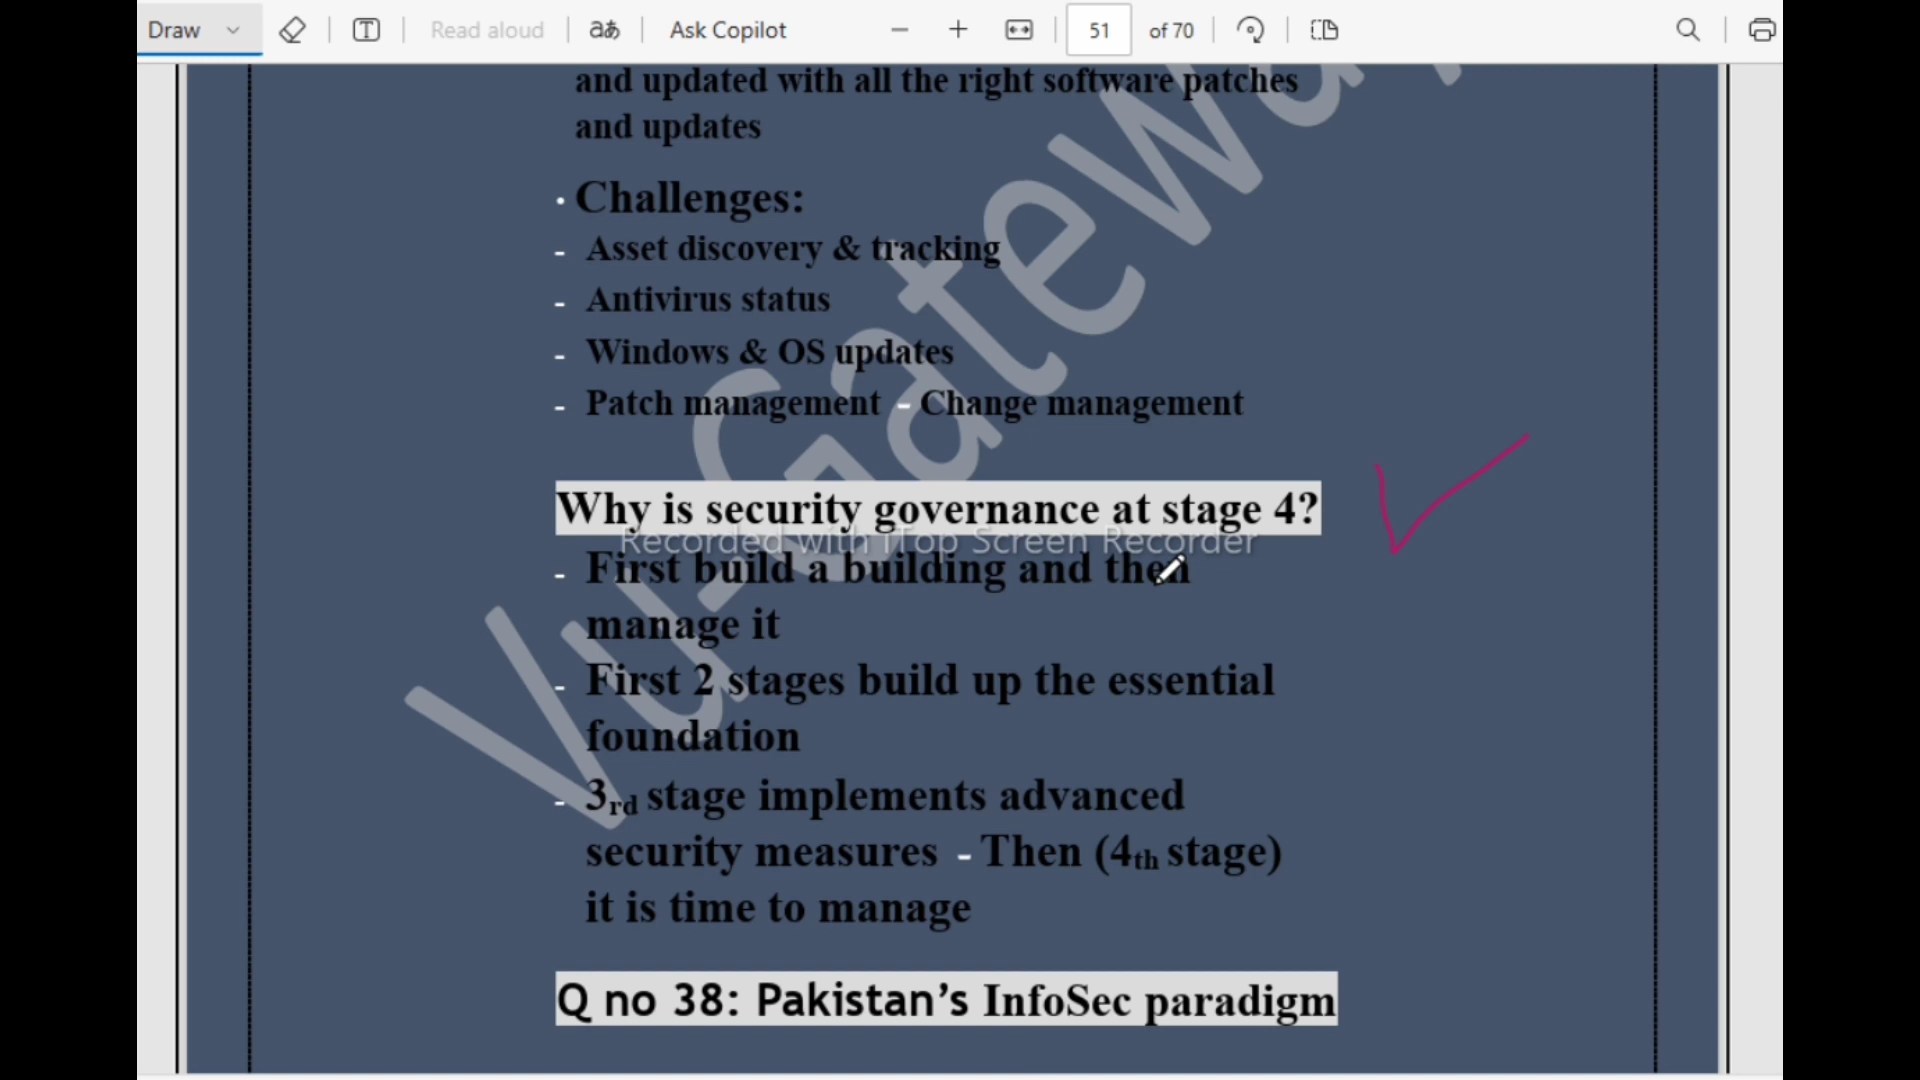 Draw Read aloud aあ Ask Copilot 51 of 70
and updated with all the right software patches
and updates
• Challenges:
- Asset discovery & tracking
- Antivirus status
- Windows & OS updates
- Patch management - Change management
Why is security governance at stage 4?
Recorded with iTop Screen Recorder
- First build a building and then
manage it
- First 2 stages build up the essential
foundation
- 3rd stage implements advanced
security measures - Then (4th stage)
it is time to manage
Q no 38: Pakistan's InfoSec paradigm
Vu-Gateway